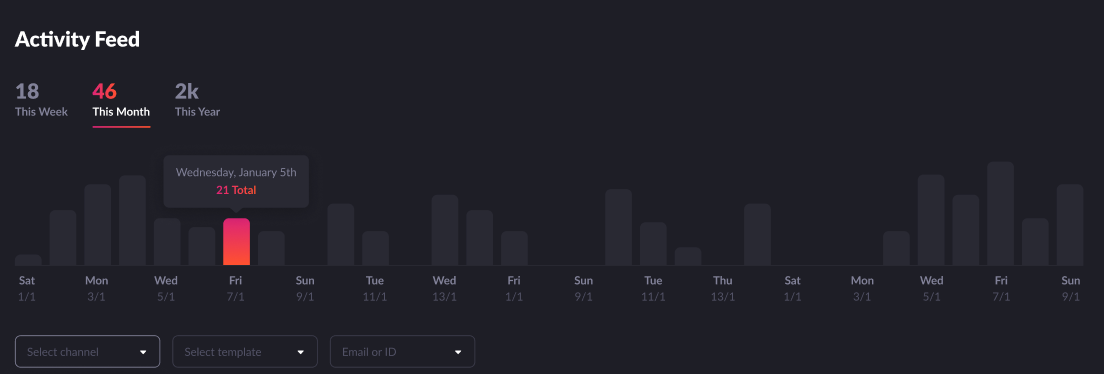 Activity Feed
18 46 2k
This Week This Month This Year
Wednesday, January 5th
21 Total
Sat Mon Wed Fri Sun Tue Wed Fri Sun Tue Thu Sat Mon Wed Fri Sun
1/1 3/1 5/1 7/1 9/1 11/1 13/1 1/1 9/1 11/1 13/1 1/1 3/1 5/1 7/1 9/1
Select channel Select template Email or ID